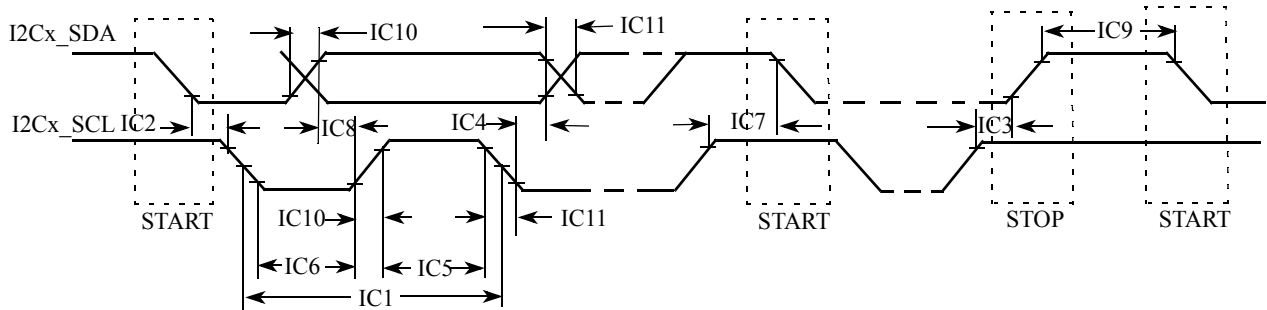 I2Cx_SDA
IC10
IC11
IC9
I2Cx_SCL
IC2
IC8
IC4
IC7
IC3
START
IC10
IC11
START
STOP
START
IC6
IC5
IC1